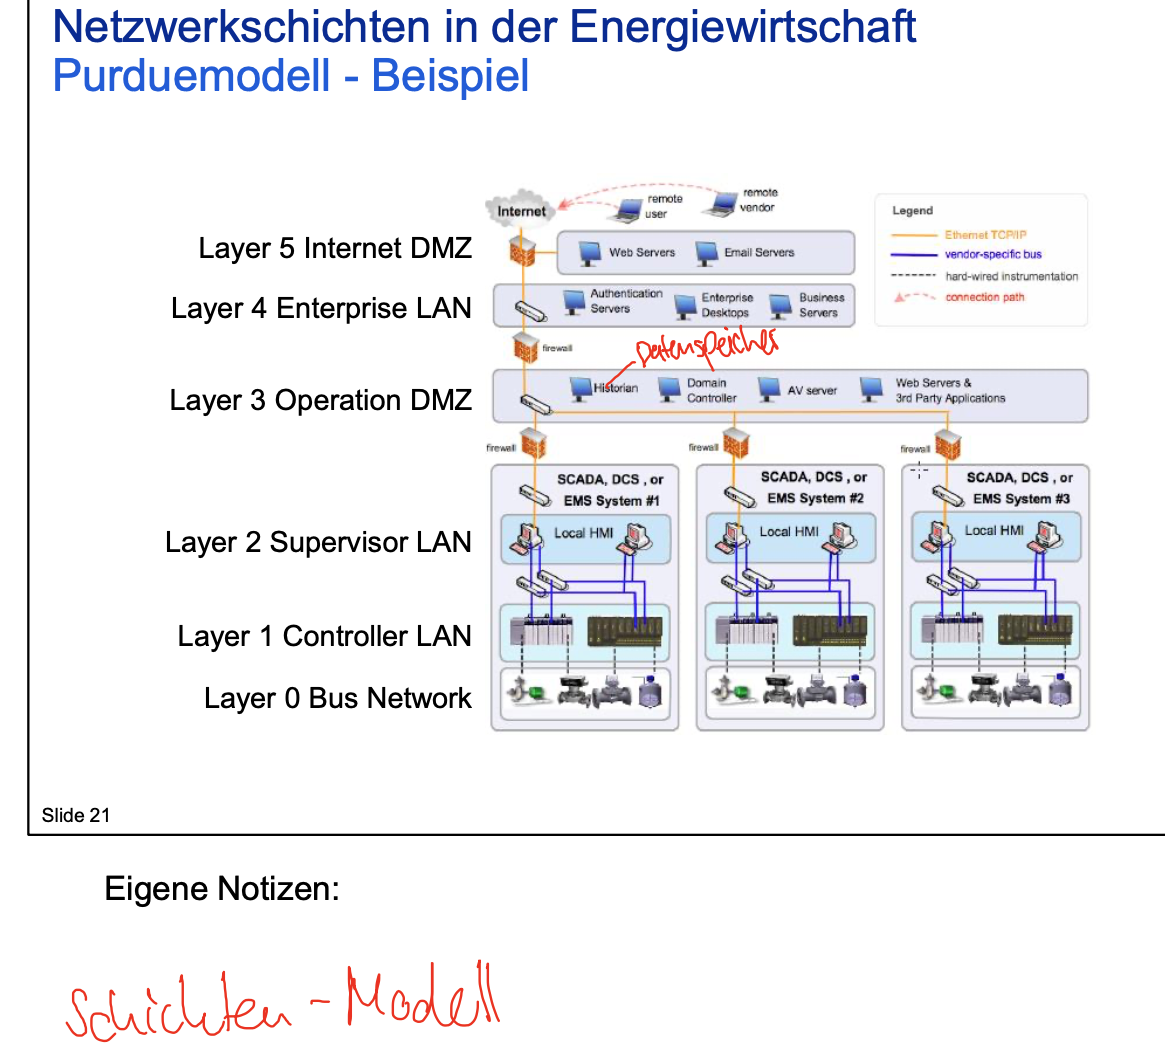 Netzwerkschichten in der Energiewirtschaft
Purduemodell - Beispiel
remote
user
remote
vendor
Internet
Legend
Ethernet TCP/IP
vendor-specific bus
hard-wired instrumentation
connection path
Layer 5 Internet DMZ
Web Servers
Email Servers
Layer 4 Enterprise LAN
Authentication
Servers
Enterprise
Desktops
Business
Servers
firewall
Datenspeicher
Layer 3 Operation DMZ
Historian
Domain
Controller
AV server
Web Servers &
3rd Party Applications
firewall
firewall
firewall
SCADA, DCS , or
EMS System #1
SCADA, DCS , or
EMS System #2
SCADA, DCS , or
EMS System #3
Layer 2 Supervisor LAN
Local HMI
Local HMI
Local HMI
Layer 1 Controller LAN
Layer 0 Bus Network
Slide 21
Eigene Notizen:
Schichten - Modell